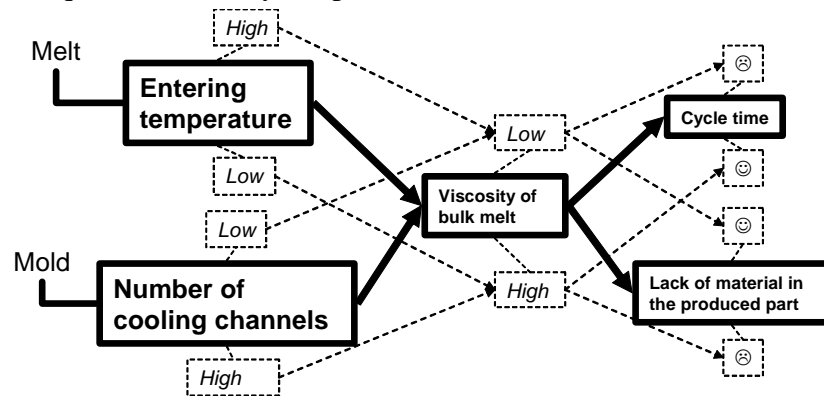 High
Melt
Entering
temperature
Low
Low
Mold
Number of
cooling channels
High
Low
Viscosity of
bulk melt
High
☹
Cycle time
☺
☺
Lack of material in
the produced part
☹